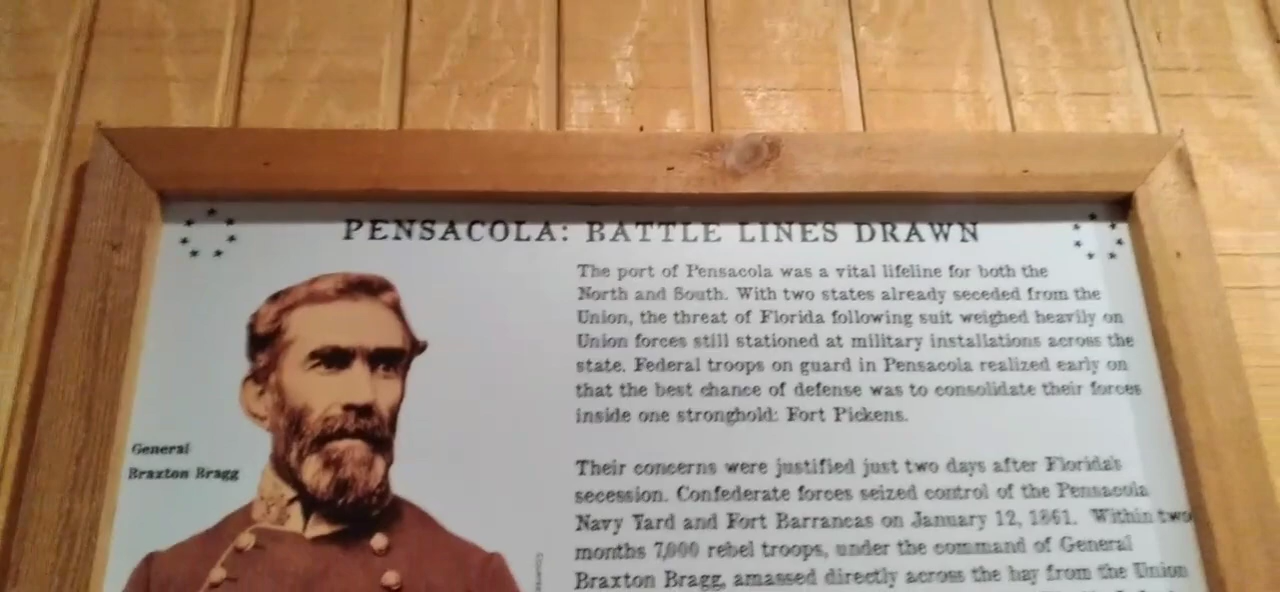 PENSACOLA: BATTLE LINES DRAWN
The port of Pensacola was a vital lifeline for both the
North and South. With two states already seceded from the
Union, the threat of Florida following suit weighed heavily on
Union forces still stationed at military installations across the
state. Federal troops on guard in Pensacola realized early on
that the best chance of defense was to consolidate their forces
inside one stronghold: Fort Pickens.
General
Braxton Bragg
Their concerns were justified just two days after Florida's
secession. Confederate forces seized control of the Pensacola
Navy Yard and Fort Barrancas on January 12, 1861. Within two
months 7,000 rebel troops, under the command of General
Braxton Bragg, amassed directly across the bay from the Union